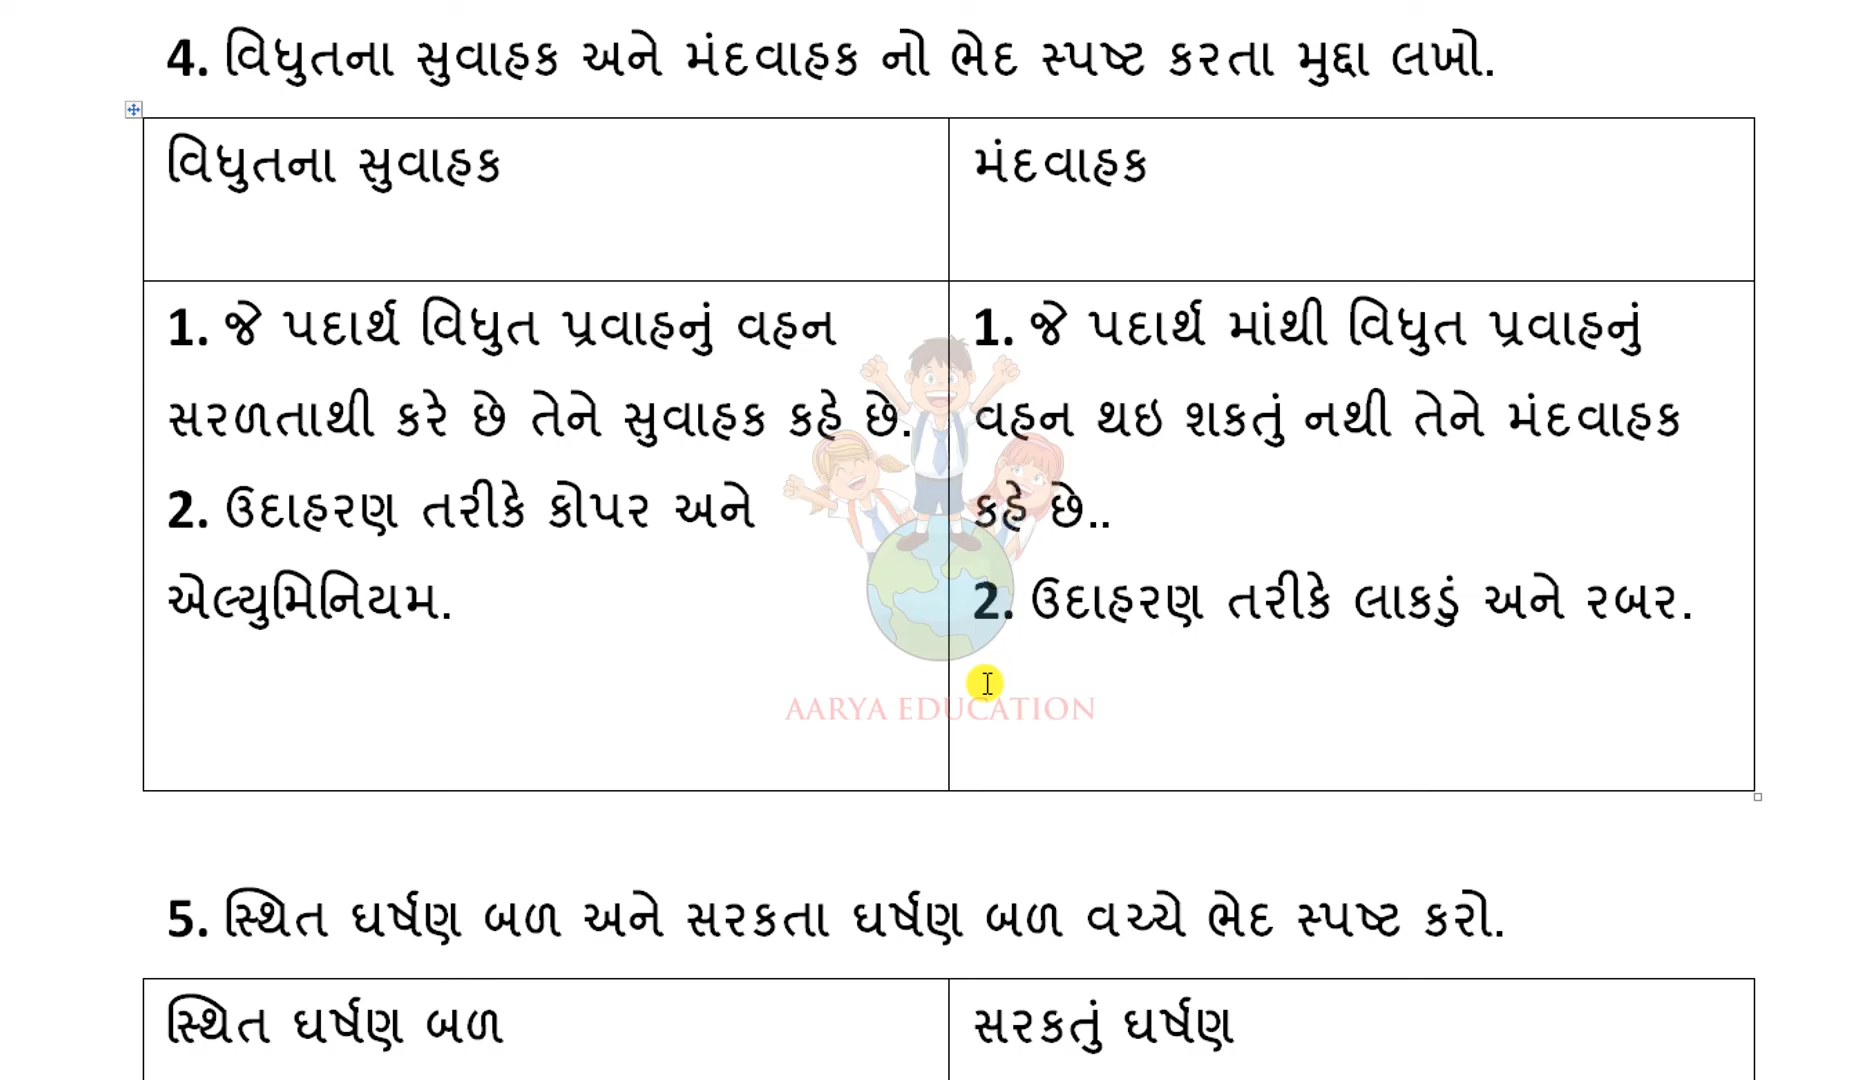 4. વિધુતના સુવાહક અને મંદવાહક નો ભેદ સ્પષ્ટ કરતા મુદ્દા લખો.
વિધુતના સુવાહક
મંદવાહક
1. જે પદાર્થ વિધુત પ્રવાહનું વહન
સરળતાથી કરે છે તેને સુવાહક કહે છે.
2. ઉદાહરણ તરીકે કોપર અને
એલ્યુમિનિયમ.
1. જે પદાર્થ માંથી વિધુત પ્રવાહનું
વહન થઇ શકતું નથી તેને મંદવાહક
કહે છે..
2. ઉદાહરણ તરીકે લાકડું અને રબર.
AARYA EDUCATION
5. સ્થિત ઘર્ષણ બળ અને સરકતા ઘર્ષણ બળ વચ્ચે ભેદ સ્પષ્ટ કરો.
સ્થિત ઘર્ષણ બળ
સરકતું ઘર્ષણ